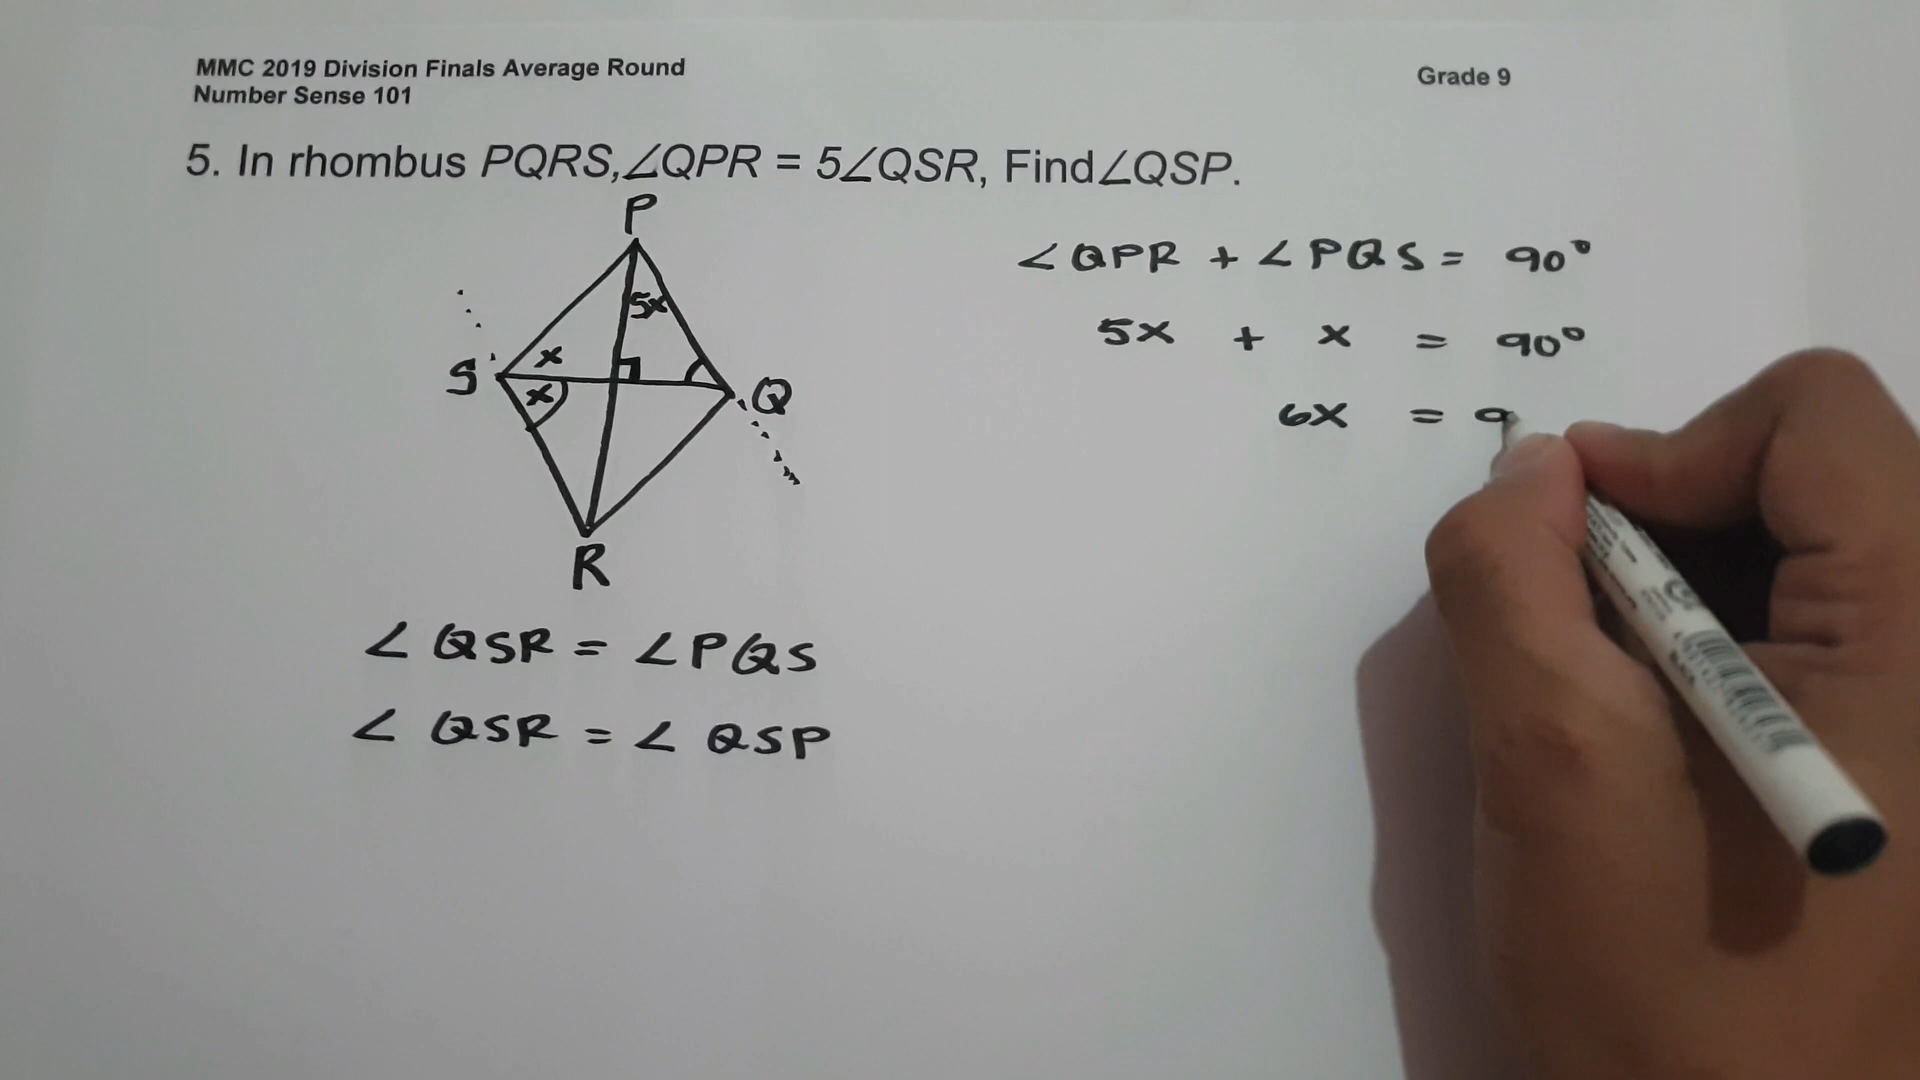 MMC 2019 Division Finals Average Round
Number Sense 101
Grade 9
5. In rhombus PQRS,∠QPR = 5∠QSR, Find∠QSP.
P
5x
S
x
x
Q
R
∠QSR = ∠PQS
∠QSR = ∠QSP
∠QPR + ∠PQS = 90°
5x + x = 90°
6x = 9